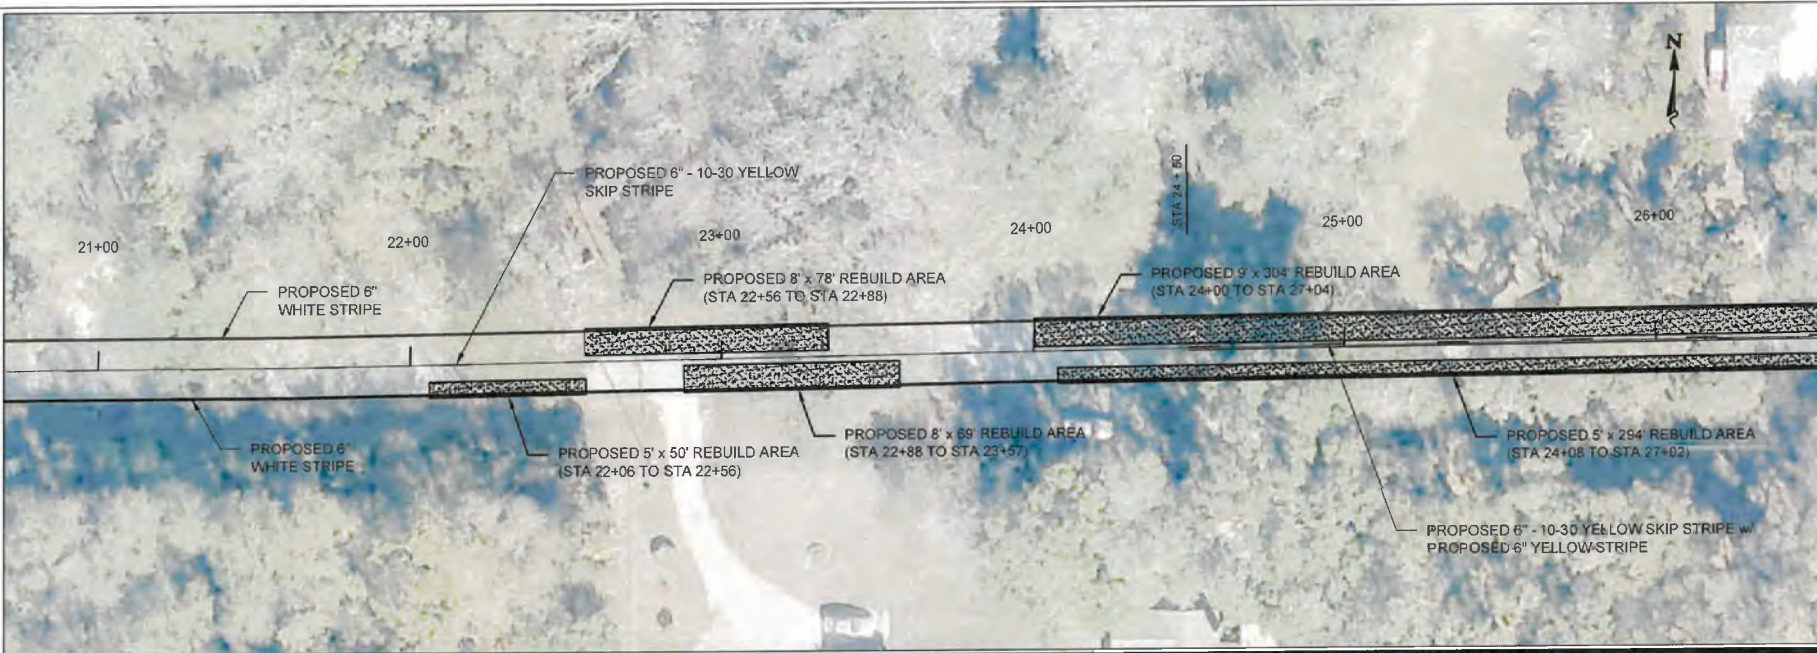 N
PROPOSED 6" - 10-30 YELLOW
SKIP STRIPE
STA 24 + 50
21+00
22+00
23+00
24+00
25+00
26+00
PROPOSED 6"
WHITE STRIPE
PROPOSED 8' x 78' REBUILD AREA
(STA 22+56 TO STA 22+88)
PROPOSED 9' x 304' REBUILD AREA
(STA 24+00 TO STA 27+04)
PROPOSED 6"
WHITE STRIPE
PROPOSED 5' x 50' REBUILD AREA
(STA 22+06 TO STA 22+56)
PROPOSED 8' x 69' REBUILD AREA
(STA 22+88 TO STA 23+57)
PROPOSED 5' x 294' REBUILD AREA
(STA 24+08 TO STA 27+02)
PROPOSED 6" - 10-30 YELLOW SKIP STRIPE w/
PROPOSED 6" YELLOW STRIPE